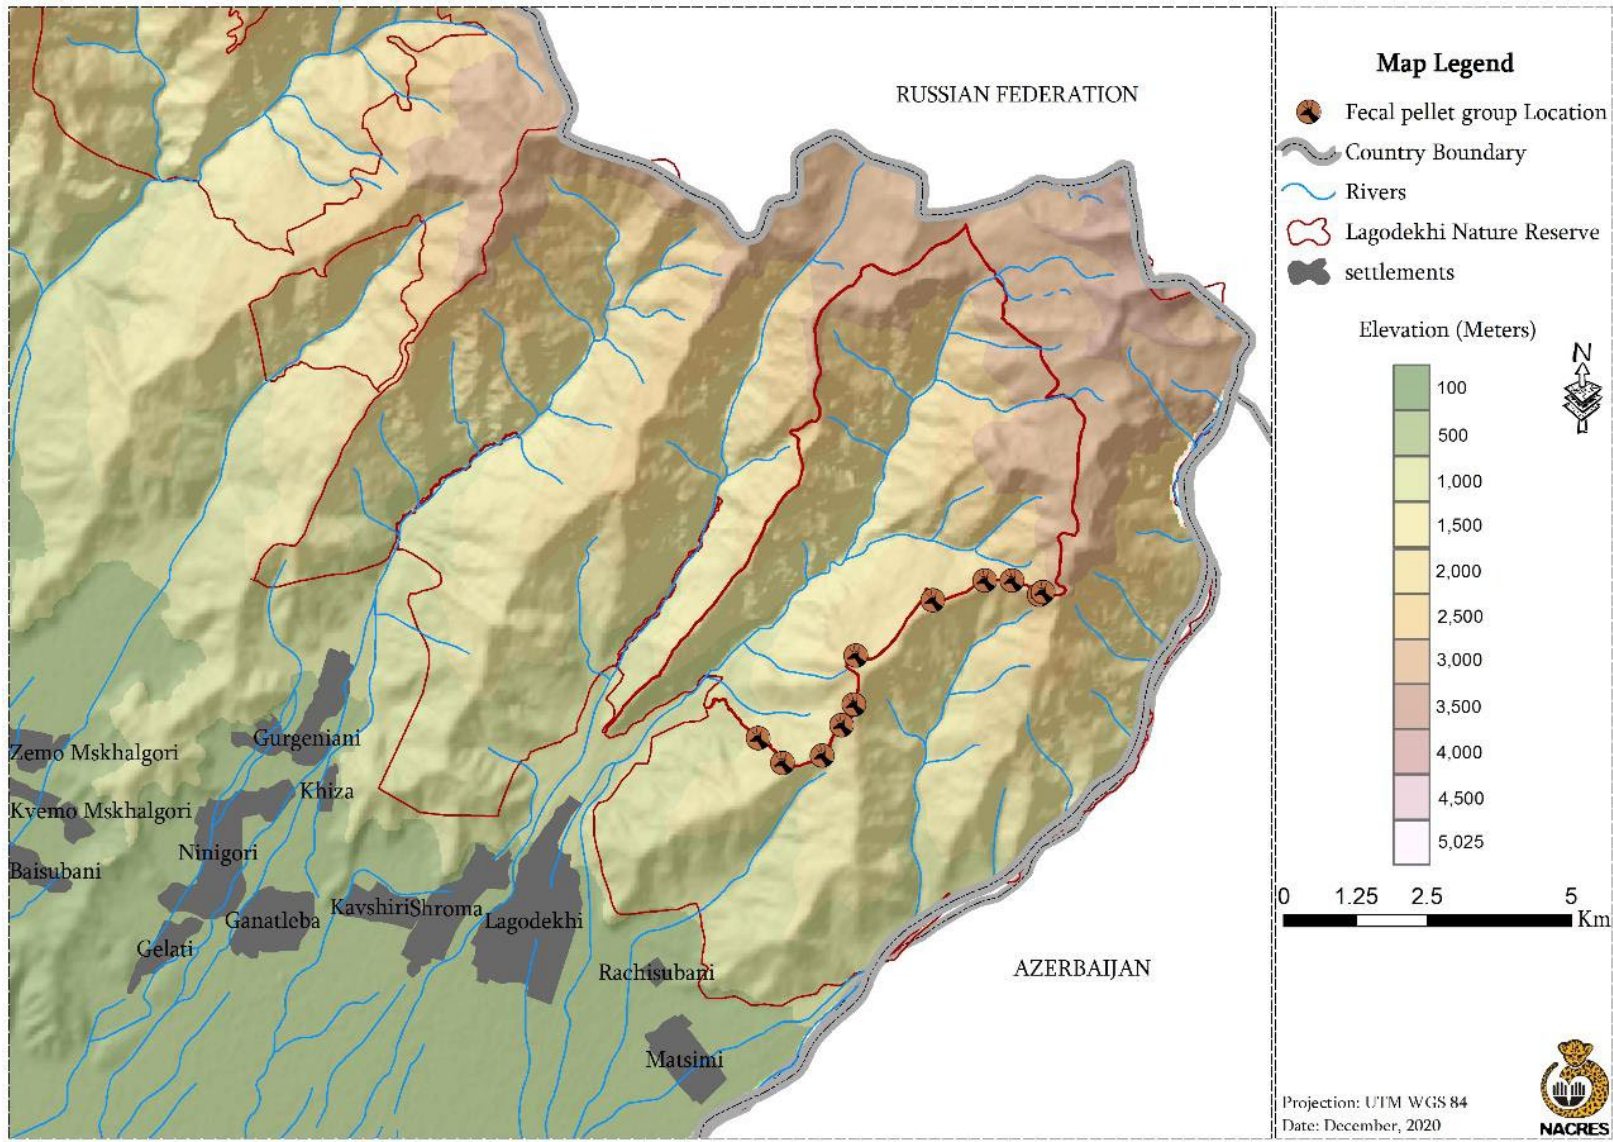 RUSSIAN FEDERATION
Zemo Mskhalgori
Gurgeniani
Khiza
Kvemo Mskhalgori
Ninigori
Baisubani
Ganatleba
Kavshiri
Shroma
Lagodekhi
Gelati
Rachisubani
AZERBAIJAN
Matsimi
Map Legend
Fecal pellet group Location
Country Boundary
Rivers
Lagodekhi Nature Reserve
settlements
Elevation (Meters)
N
100
500
1,000
1,500
2,000
2,500
3,000
3,500
4,000
4,500
5,025
0 1.25 2.5 5
Km
Projection: UTM WGS 84
Date: December, 2020
NACRES